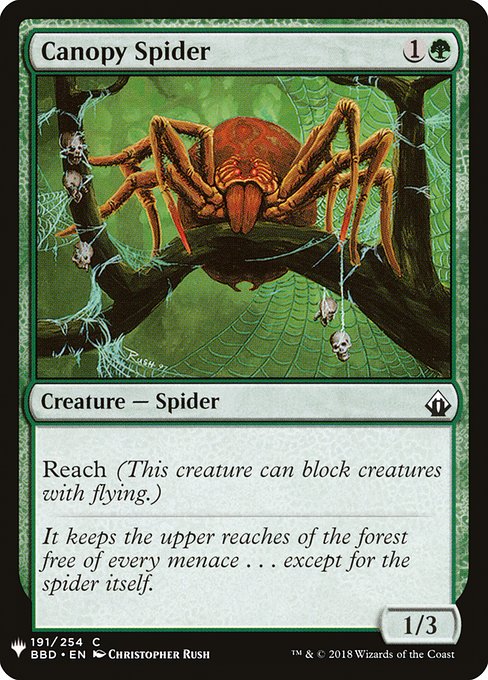 Canopy Spider 1
RUSH 97
Creature — Spider
Reach (This creature can block creatures
with flying.)
It keeps the upper reaches of the forest
free of every menace . . . except for the
spider itself.
1/3
191/254 C
BBD • EN Christopher Rush
™ & © 2018 Wizards of the Coast